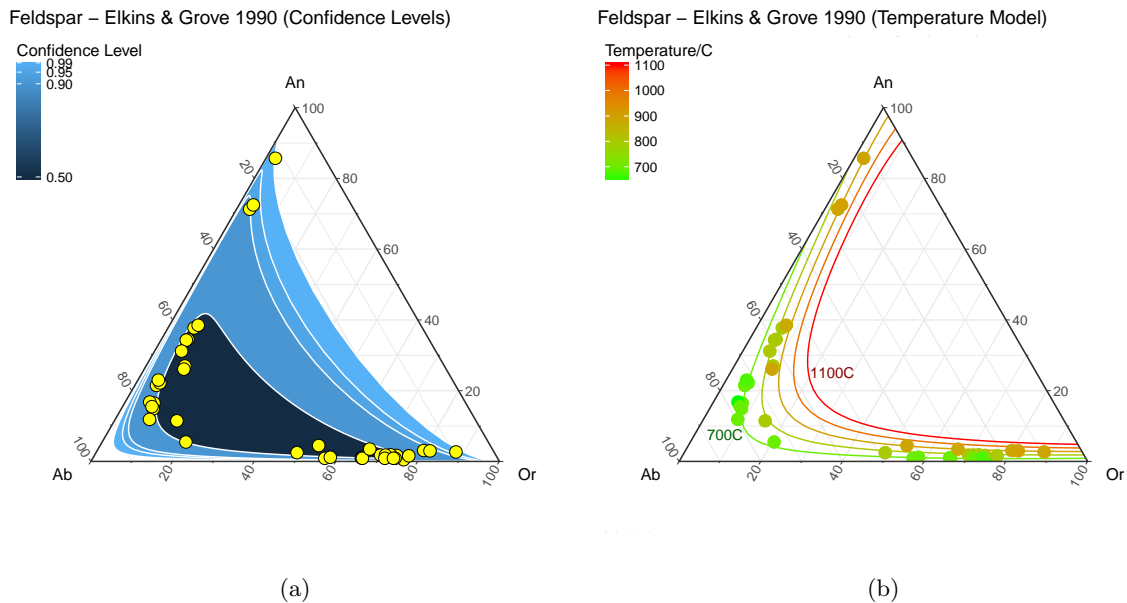 Feldspar – Elkins & Grove 1990 (Confidence Levels)
Confidence Level
0.99
0.95
0.90
0.50
An
100
80
60
40
20
20
40
60
80
100
Ab
20
40
60
80
100
Or
(a)
Feldspar – Elkins & Grove 1990 (Temperature Model)
Temperature/C
1100
1000
900
800
700
An
100
80
60
40
20
20
40
60
80
100
1100C
700C
Ab
20
40
60
80
100
Or
(b)